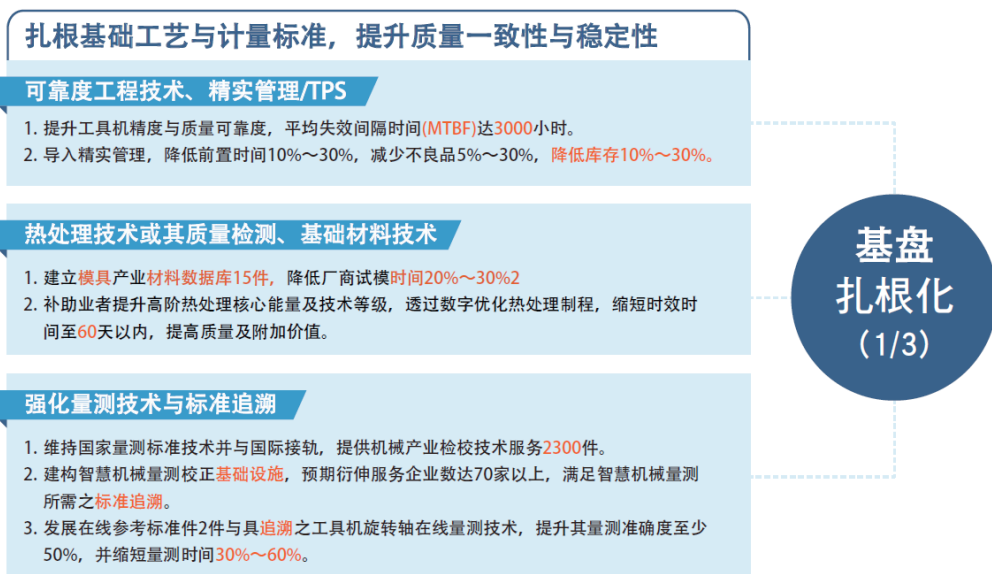 扎根基础工艺与计量标准，提升质量一致性与稳定性
可靠度工程技术、精实管理/TPS
1. 提升工具机精度与质量可靠度，平均失效间隔时间(MTBF)达3000小时。
2. 导入精实管理，降低前置时间10%～30%，减少不良品5%～30%，降低库存10%～30%。
热处理技术或其质量检测、基础材料技术
1. 建立模具产业材料数据库15件，降低厂商试模时间20%～30%2
2. 补助业者提升高阶热处理核心能量及技术等级，透过数字优化热处理制程，缩短时效时
间至60天以内，提高质量及附加价值。
强化量测技术与标准追溯
1. 维持国家量测标准技术并与国际接轨，提供机械产业检校技术服务2300件。
2. 建构智慧机械量测校正基础设施，预期衍伸服务企业数达70家以上，满足智慧机械量测
所需之标准追溯。
3. 发展在线参考标准件2件与具追溯之工具机旋转轴在线量测技术，提升其量测准确度至少
50%，并缩短量测时间30%～60%。
基盘
扎根化
（1/3）